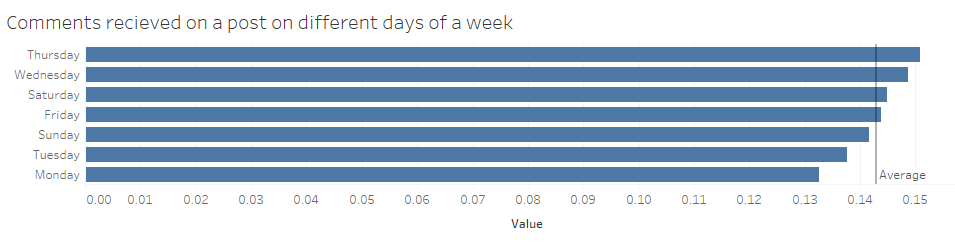 Comments recieved on a post on different days of a week
Thursday
Wednesday
Saturday
Friday
Sunday
Tuesday
Monday
Average
0.00 0.01 0.02 0.03 0.04 0.05 0.06 0.07 0.08 0.09 0.10 0.11 0.12 0.13 0.14 0.15
Value